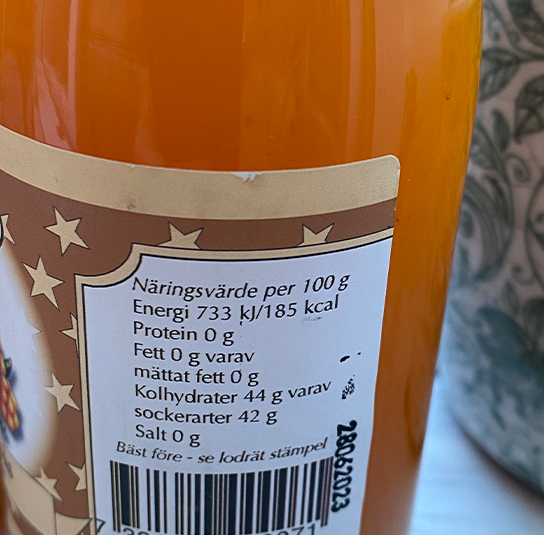 Näringsvärde per 100 g
Energi 733 kJ/185 kcal
Protein 0 g
Fett 0 g varav
mättat fett 0 g
Kolhydrater 44 g varav
sockerarter 42 g
Salt 0 g
Bäst före - se lodrät stämpel
28062023